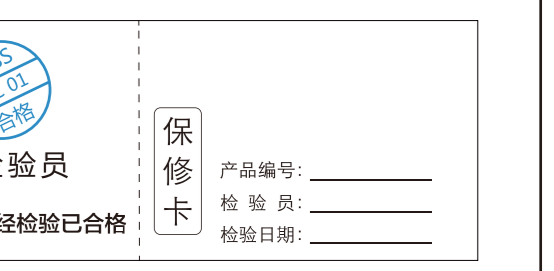 01
合格
验员
经检验已合格
保修卡
产品编号:
检 验 员:
检验日期: